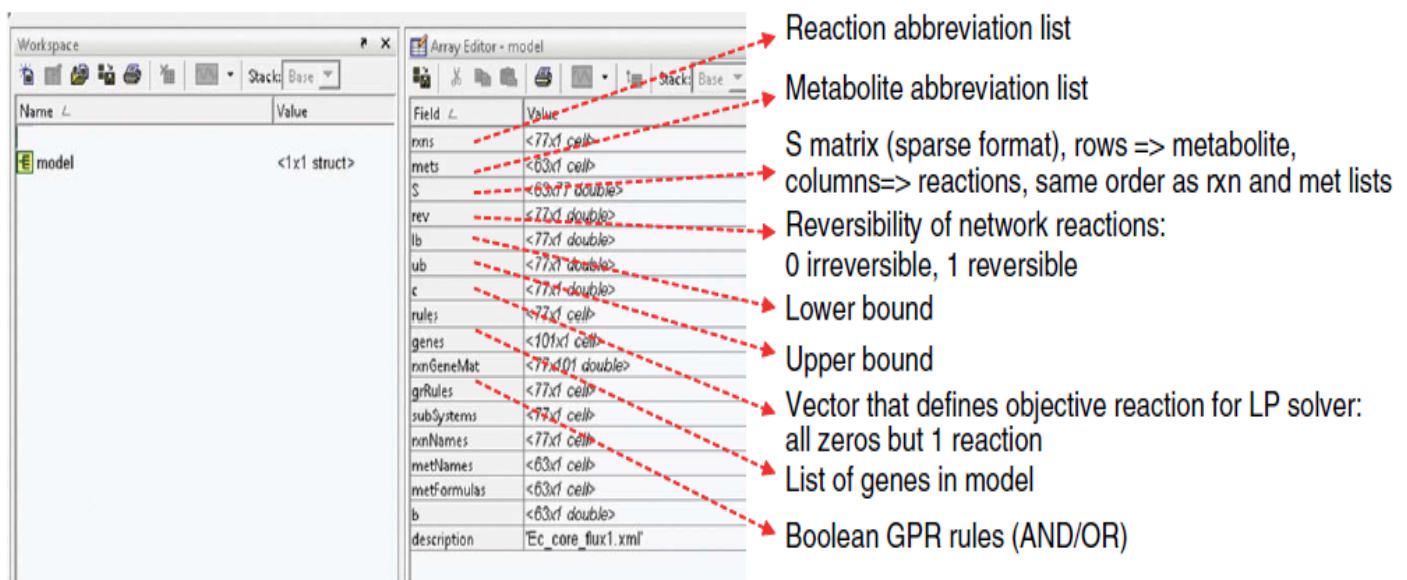 Workspace
Stack: Base
Name Value
model <1x1 struct>
Array Editor - model
Stack: Base
Field Value
rxns <77x1 cell>
mets <63x1 cell>
S <63x77 double>
rev <77x1 double>
lb <77x1 double>
ub <77x1 double>
c <77x1 double>
rules <77x1 cell>
genes <101x1 cell>
rxnGeneMat <77x101 double>
grRules <77x1 cell>
subSystems <77x1 cell>
rxnNames <77x1 cell>
metNames <63x1 cell>
metFormulas <63x1 cell>
b <63x1 double>
description 'Ec_core_flux1.xml'
Reaction abbreviation list
Metabolite abbreviation list
S matrix (sparse format), rows => metabolite,
columns=> reactions, same order as rxn and met lists
Reversibility of network reactions:
0 irreversible, 1 reversible
Lower bound
Upper bound
Vector that defines objective reaction for LP solver:
all zeros but 1 reaction
List of genes in model
Boolean GPR rules (AND/OR)